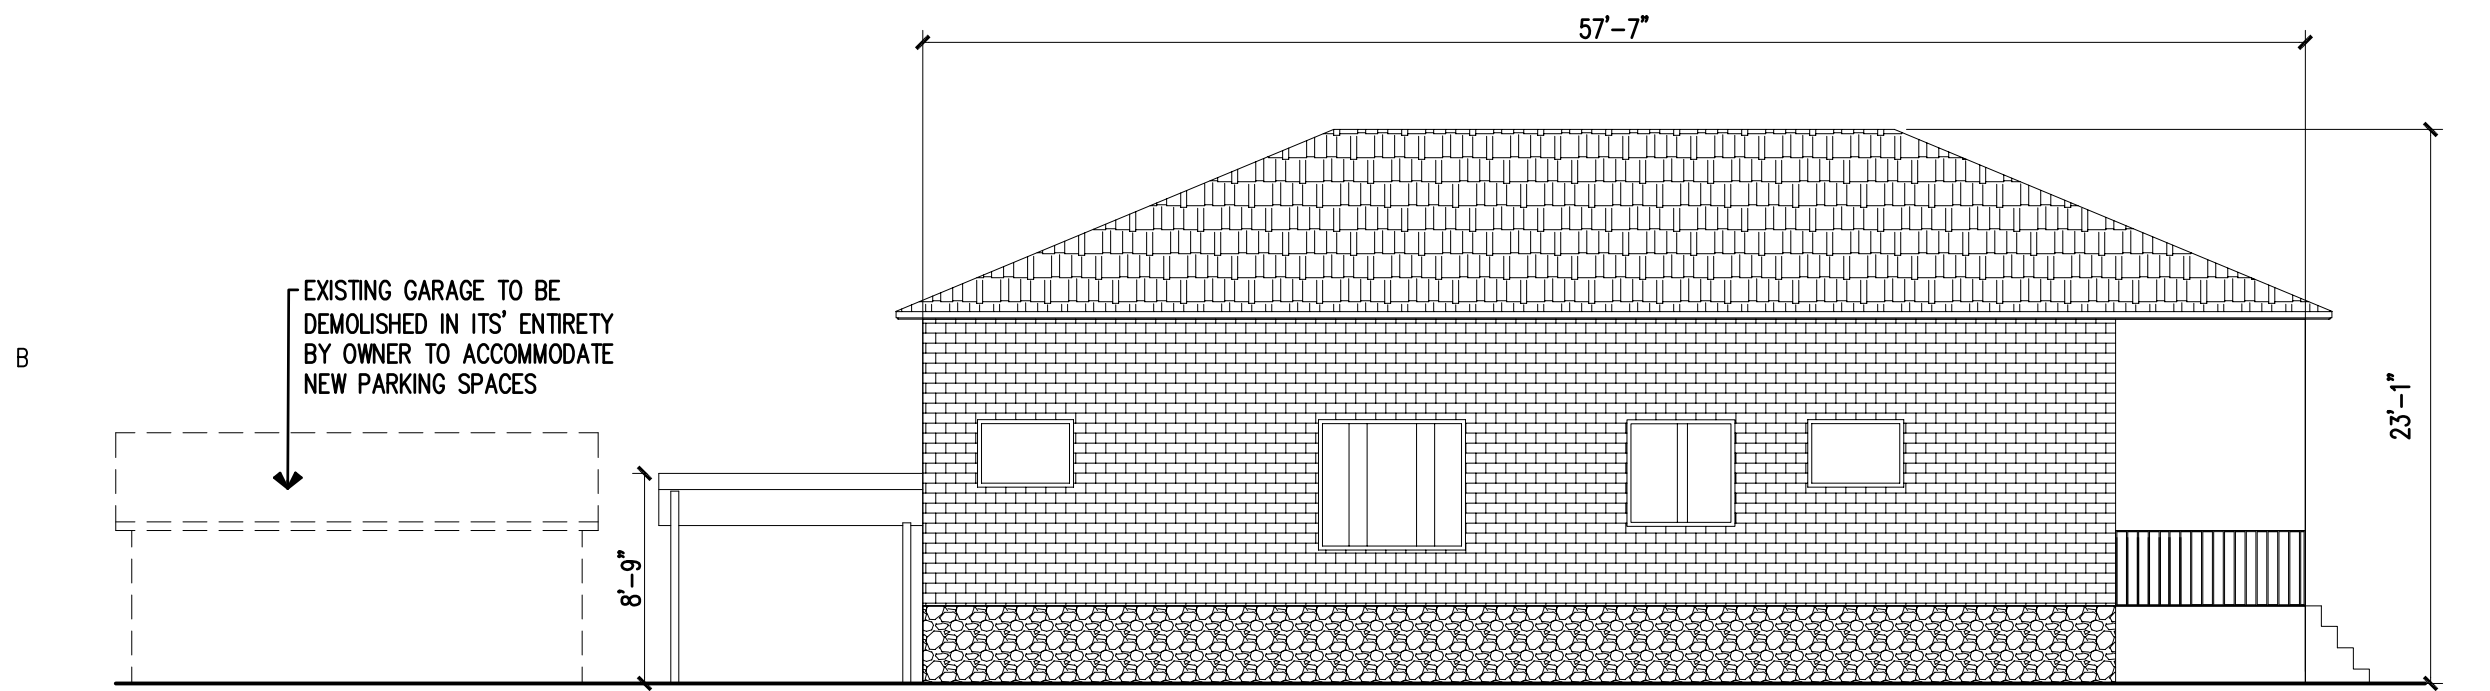 57'-7"
EXISTING GARAGE TO BE
DEMOLISHED IN ITS' ENTIRETY
BY OWNER TO ACCOMMODATE
NEW PARKING SPACES
B
23'-1"
8'-9"